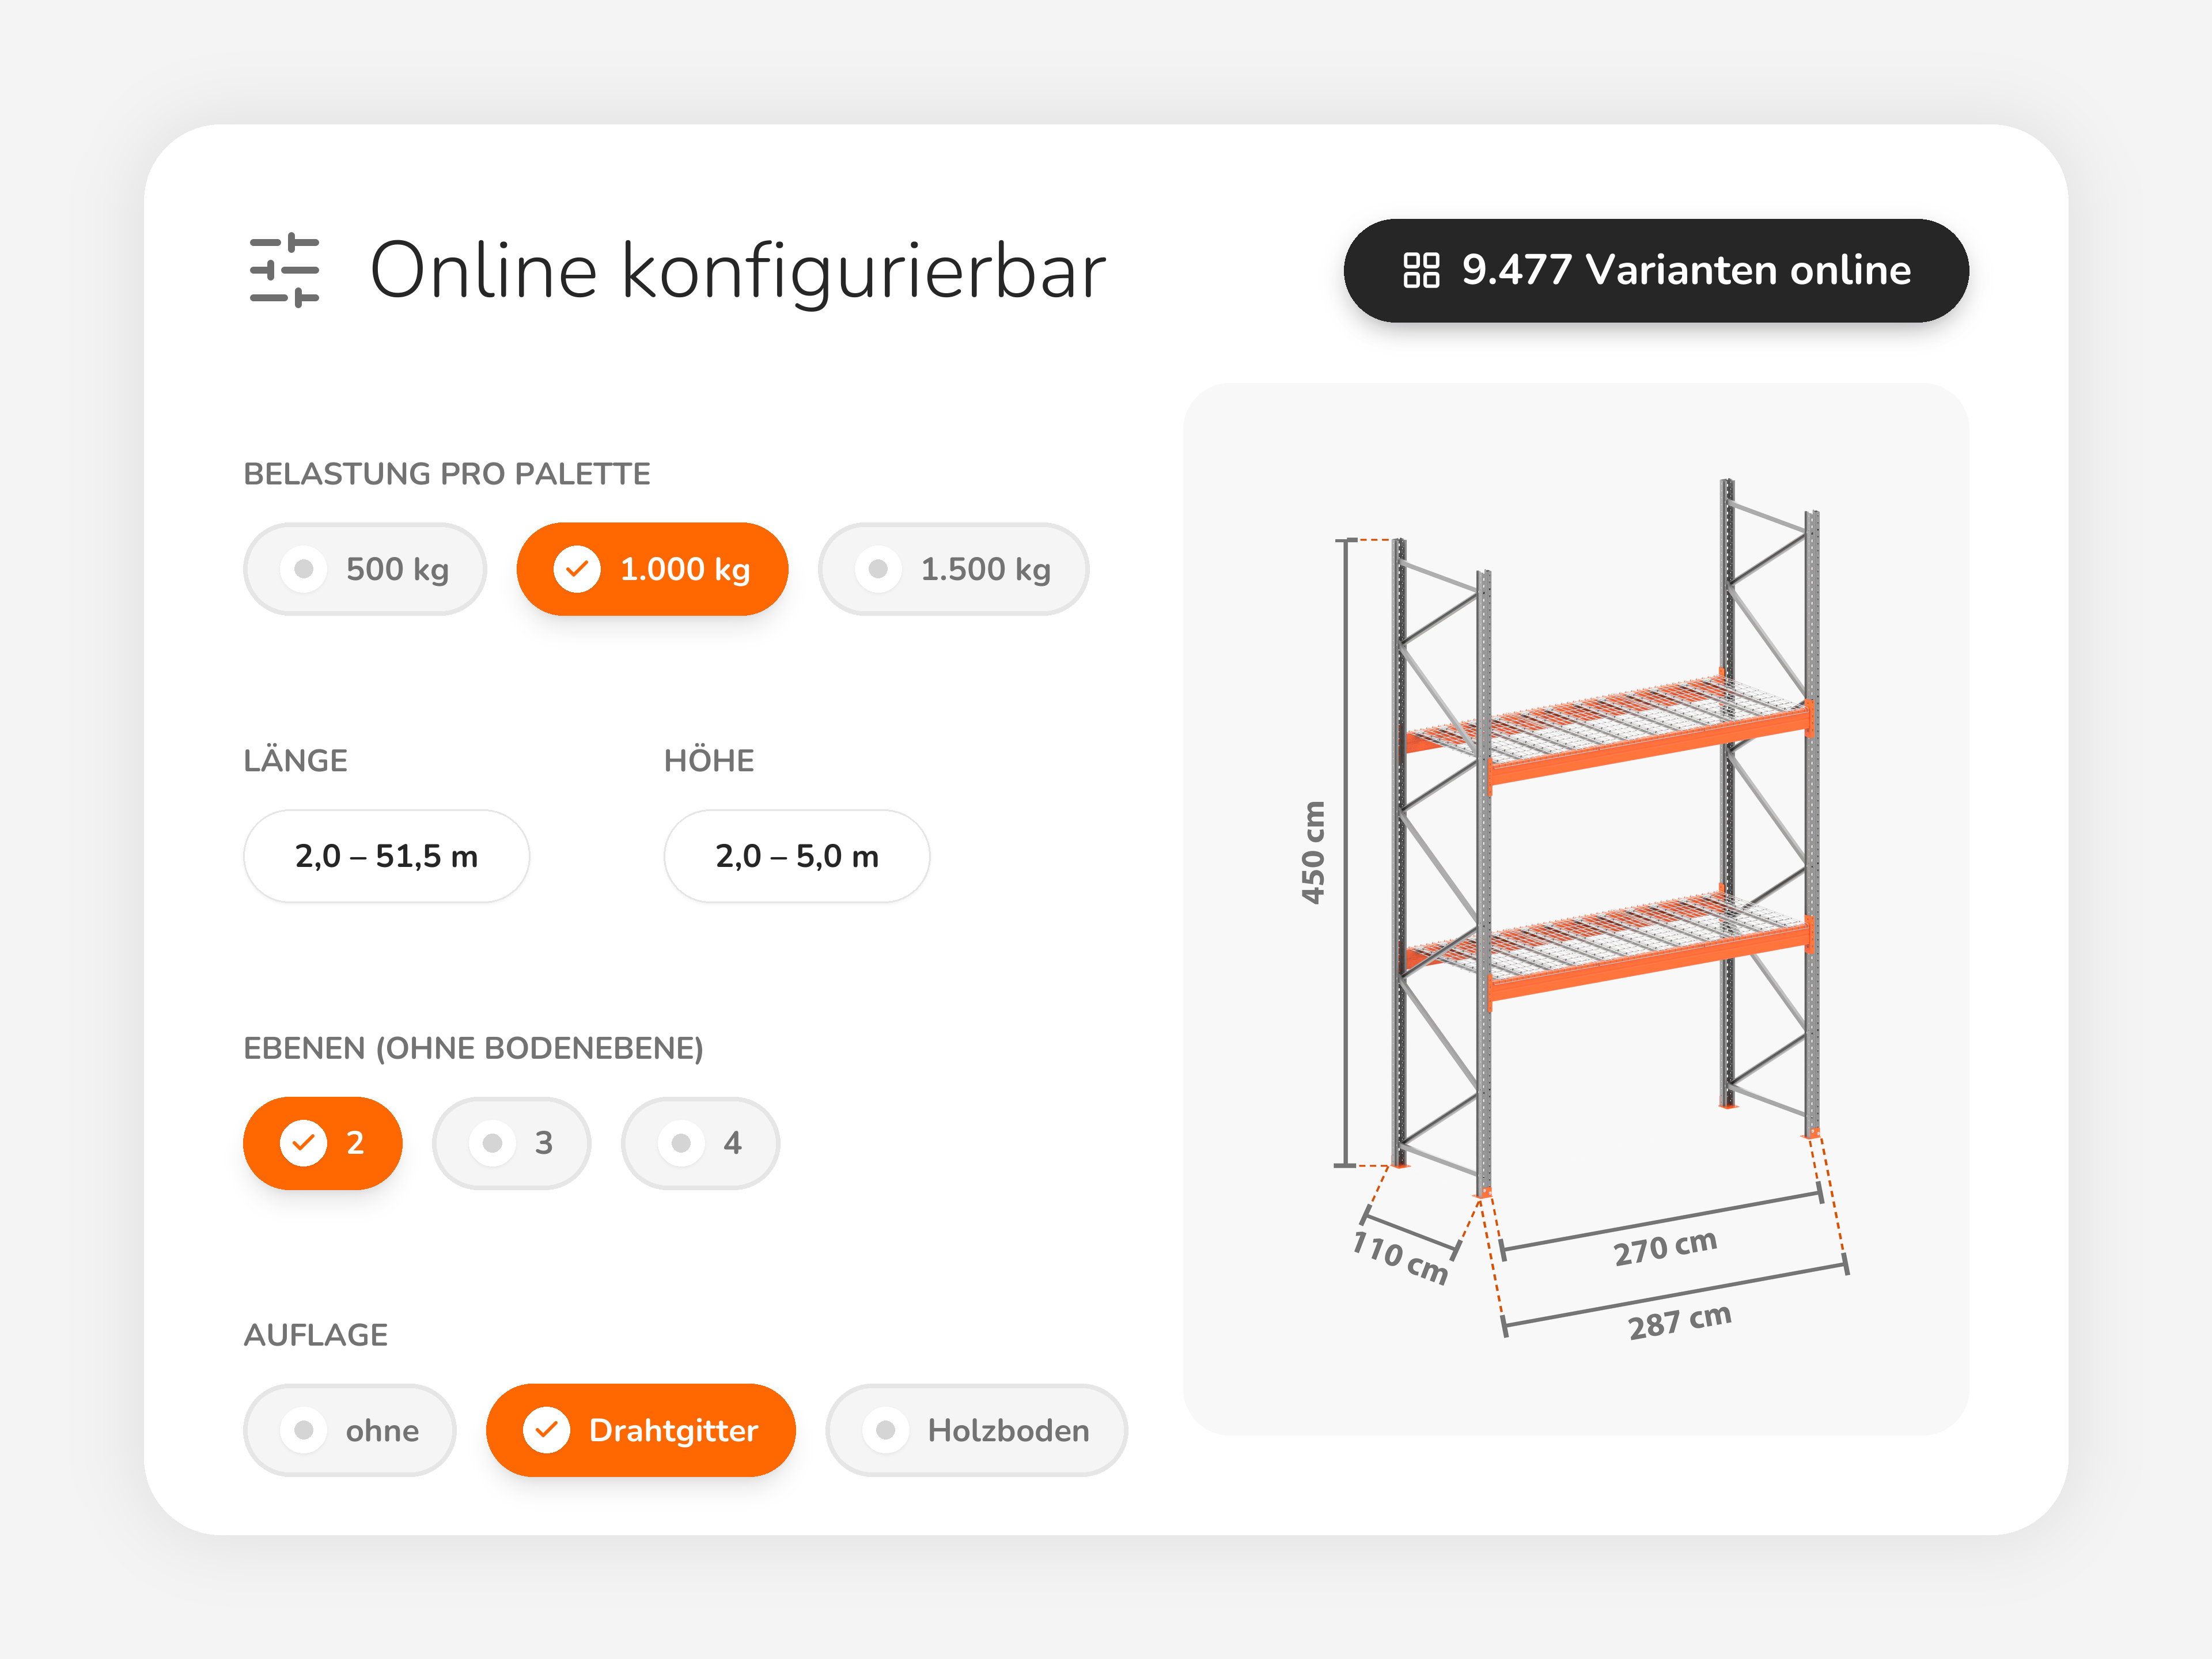 Online konfigurierbar
9.477 Varianten online
BELASTUNG PRO PALETTE
500 kg
1.000 kg
1.500 kg
LÄNGE
HÖHE
2,0 – 51,5 m
2,0 – 5,0 m
EBENEN (OHNE BODENEBENE)
2
3
4
AUFLAGE
ohne
Drahtgitter
Holzboden
450 cm
110 cm
270 cm
287 cm